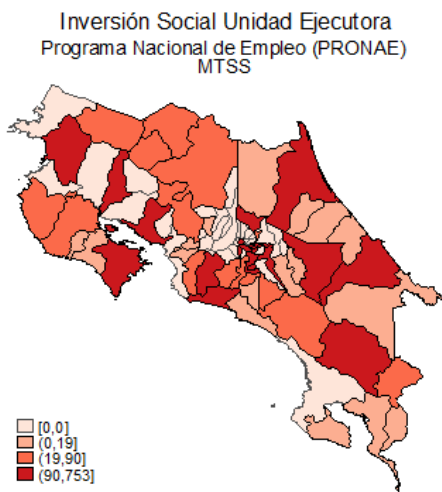 Inversión Social Unidad Ejecutora
Programa Nacional de Empleo (PRONAE)
MTSS
[0,0]
(0,19]
(19,90]
(90,753]